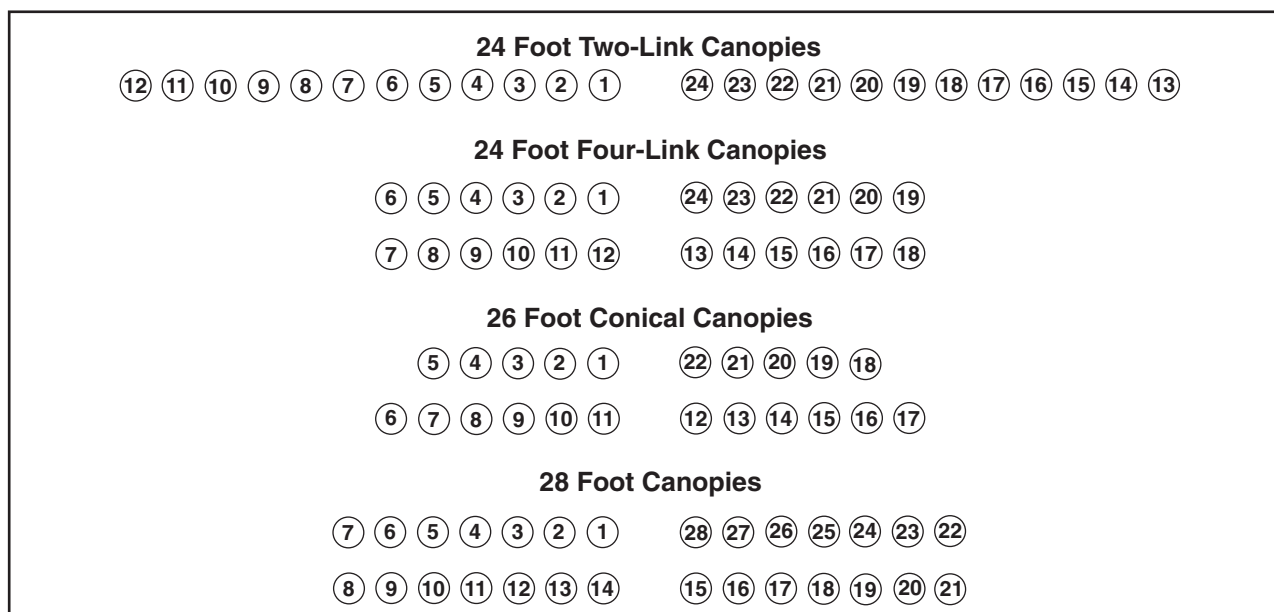 24 Foot Two-Link Canopies
12 11 10 9 8 7 6 5 4 3 2 1 24 23 22 21 20 19 18 17 16 15 14 13
24 Foot Four-Link Canopies
6 5 4 3 2 1 24 23 22 21 20 19
7 8 9 10 11 12 13 14 15 16 17 18
26 Foot Conical Canopies
5 4 3 2 1 22 21 20 19 18
6 7 8 9 10 11 12 13 14 15 16 17
28 Foot Canopies
7 6 5 4 3 2 1 28 27 26 25 24 23 22
8 9 10 11 12 13 14 15 16 17 18 19 20 21